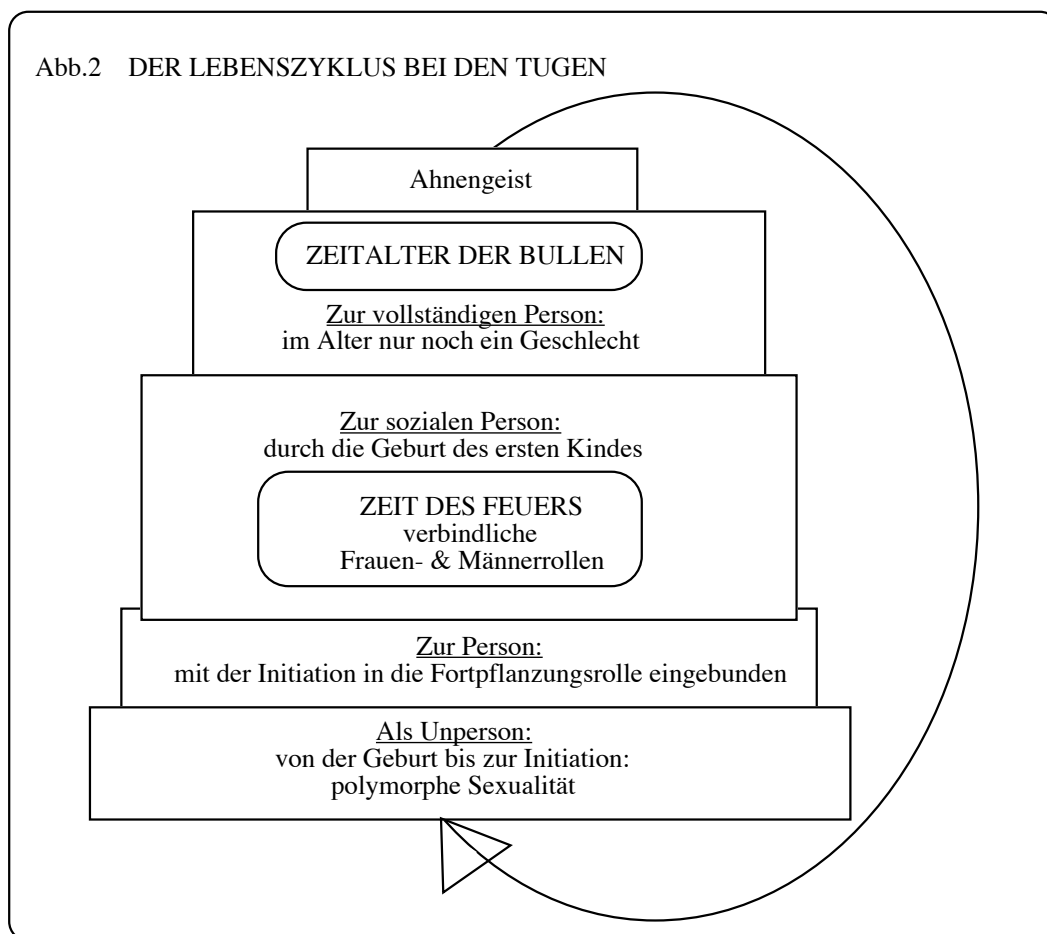 Abb.2 DER LEBENSZYKLUS BEI DEN TUGEN
Ahnengeist
ZEITALTER DER BULLEN
Zur vollständigen Person:
im Alter nur noch ein Geschlecht
Zur sozialen Person:
durch die Geburt des ersten Kindes
ZEIT DES FEUERS
verbindliche
Frauen- & Männerrollen
Zur Person:
mit der Initiation in die Fortpflanzungsrolle eingebunden
Als Unperson:
von der Geburt bis zur Initiation:
polymorphe Sexualität